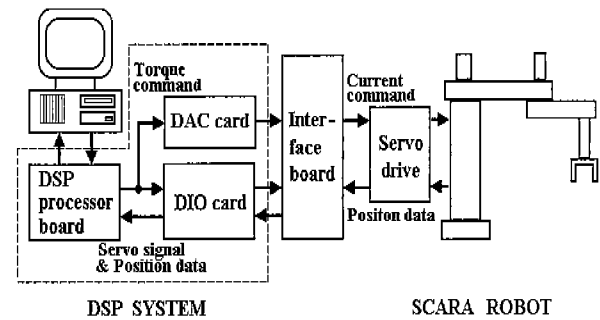 Torque
command
DAC card
DSP
processor
board
DIO card
Servo signal
& Position data
Inter-
face
board
Current
command
Servo
drive
Positon data
DSP SYSTEM
SCARA ROBOT